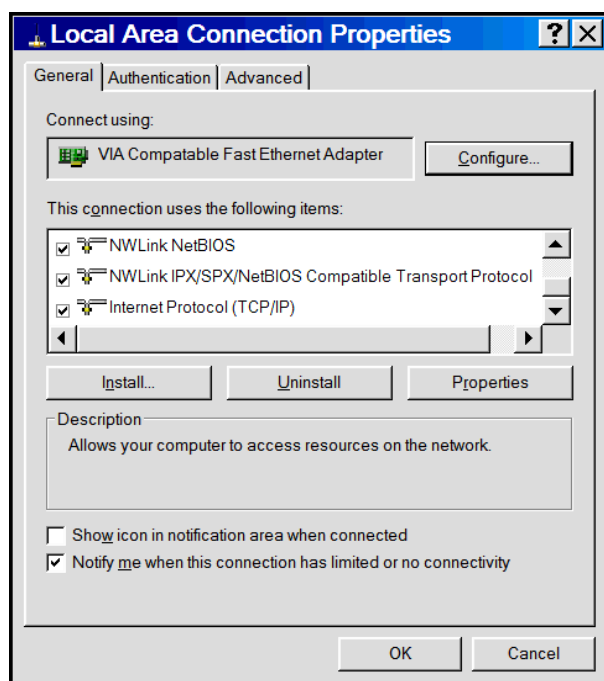 Local Area Connection Properties
General Authentication Advanced
Connect using:
VIA Compatable Fast Ethernet Adapter Configure...
This connection uses the following items:
NWLink NetBIOS
NWLink IPX/SPX/NetBIOS Compatible Transport Protocol
Internet Protocol (TCP/IP)
Install... Uninstall Properties
Description
Allows your computer to access resources on the network.
Show icon in notification area when connected
Notify me when this connection has limited or no connectivity
OK Cancel